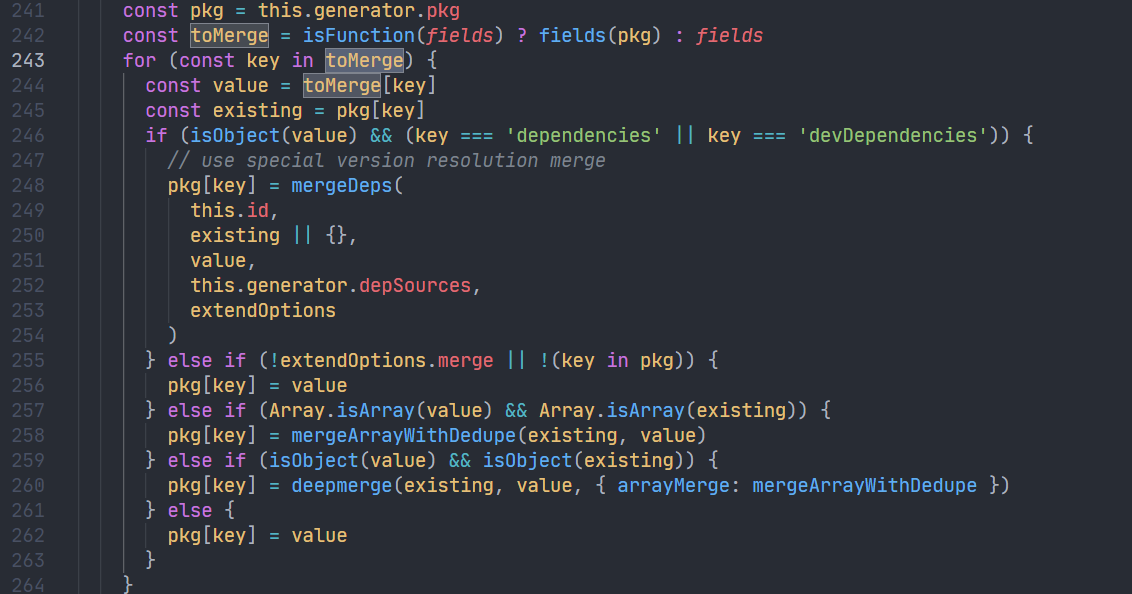 241 const pkg = this.generator.pkg
242 const toMerge = isFunction(fields) ? fields(pkg) : fields
243 for (const key in toMerge) {
244 const value = toMerge[key]
245 const existing = pkg[key]
246 if (isObject(value) && (key === 'dependencies' || key === 'devDependencies')) {
247 // use special version resolution merge
248 pkg[key] = mergeDeps(
249 this.id,
250 existing || {},
251 value,
252 this.generator.depSources,
253 extendOptions
254 )
255 } else if (!extendOptions.merge || !(key in pkg)) {
256 pkg[key] = value
257 } else if (Array.isArray(value) && Array.isArray(existing)) {
258 pkg[key] = mergeArrayWithDedupe(existing, value)
259 } else if (isObject(value) && isObject(existing)) {
260 pkg[key] = deepmerge(existing, value, { arrayMerge: mergeArrayWithDedupe })
261 } else {
262 pkg[key] = value
263 }
264 }